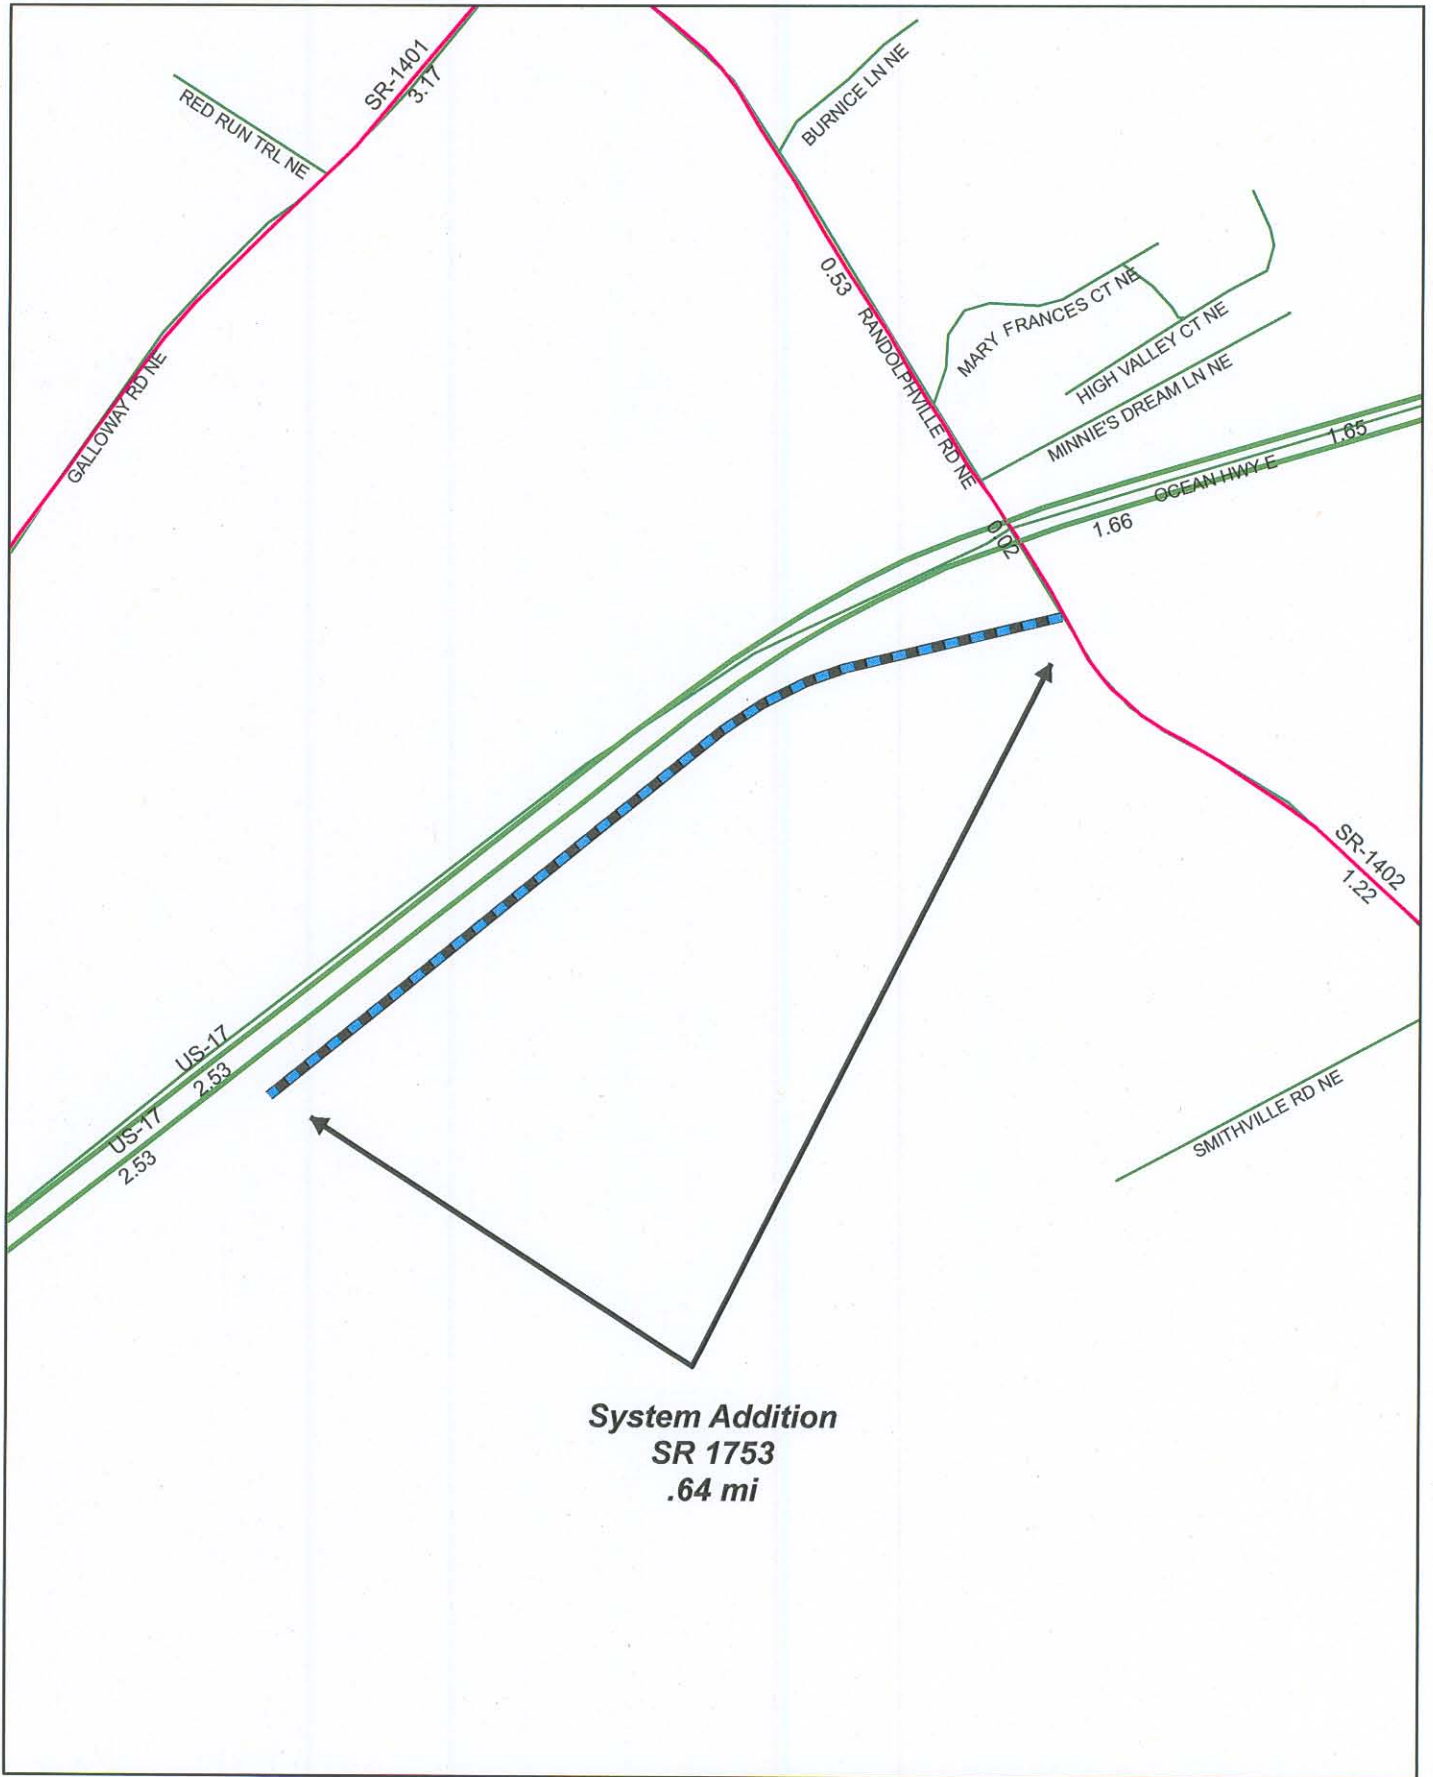 SR-1401
3.17
RED RUN TRL NE
BURNICE LN NE
0.53
RANDOLPHVILLE RD NE
MARY FRANCES CT NE
HIGH VALLEY CT NE
MINNIE'S DREAM LN NE
GALLOWAY RD NE
1.65
OCEAN HWY E
1.66
0.02
SR-1402
1.22
US-17
2.53
US-17
2.53
SMITHVILLE RD NE
System Addition
SR 1753
.64 mi